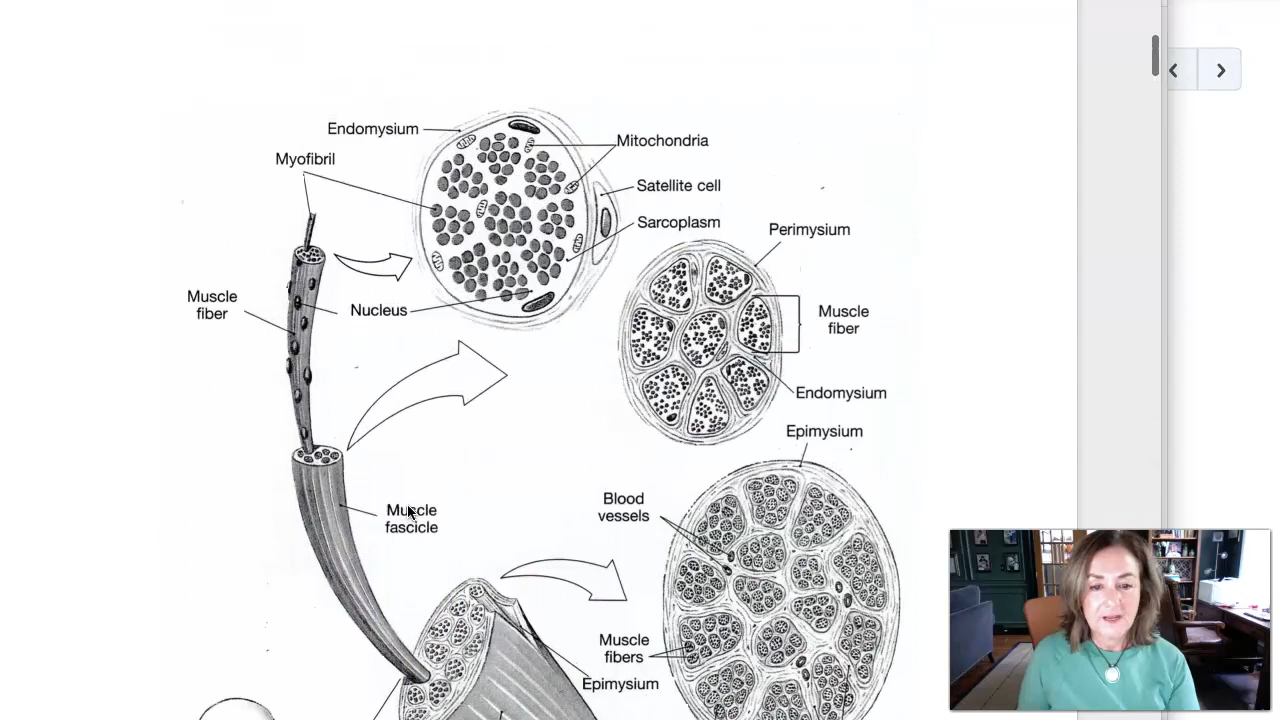 Endomysium
Mitochondria
Myofibril
Satellite cell
Sarcoplasm
Perimysium
Muscle
fiber
Nucleus
Muscle
fiber
Endomysium
Epimysium
Blood
vessels
Muscle
fascicle
Muscle
fibers
Epimysium